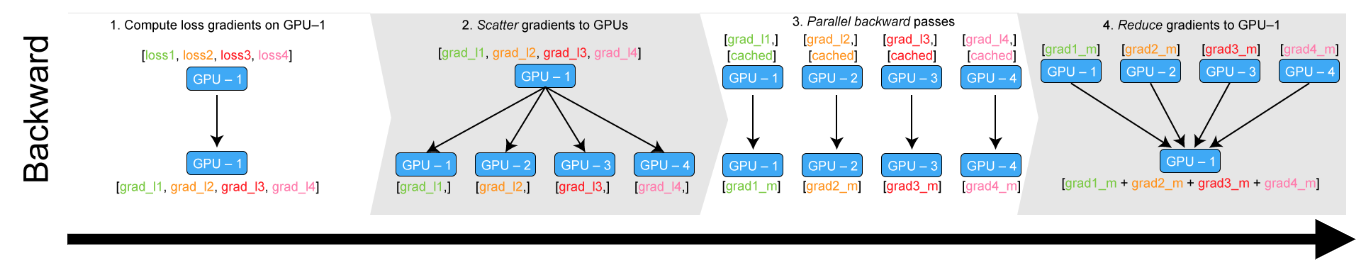 Backward
1. Compute loss gradients on GPU–1
[loss1, loss2, loss3, loss4]
GPU – 1
GPU – 1
[grad_l1, grad_l2, grad_l3, grad_l4]
2. Scatter gradients to GPUs
[grad_l1, grad_l2, grad_l3, grad_l4]
GPU – 1
GPU – 1 GPU – 2 GPU – 3 GPU – 4
[grad_l1,] [grad_l2,] [grad_l3,] [grad_l4,]
3. Parallel backward passes
[grad_l1,] [grad_l2,] [grad_l3,] [grad_l4,]
[cached] [cached] [cached] [cached]
GPU – 1 GPU – 2 GPU – 3 GPU – 4
GPU – 1 GPU – 2 GPU – 3 GPU – 4
[grad1_m] [grad2_m] [grad3_m] [grad4_m]
4. Reduce gradients to GPU–1
[grad1_m] [grad2_m] [grad3_m] [grad4_m]
GPU – 1 GPU – 2 GPU – 3 GPU – 4
GPU – 1
[grad1_m + grad2_m + grad3_m + grad4_m]